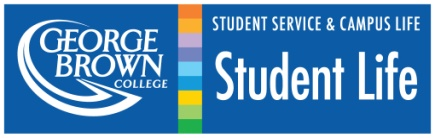 GEORGE
BROWN
COLLEGE
STUDENT SERVICE & CAMPUS LIFE
Student Life